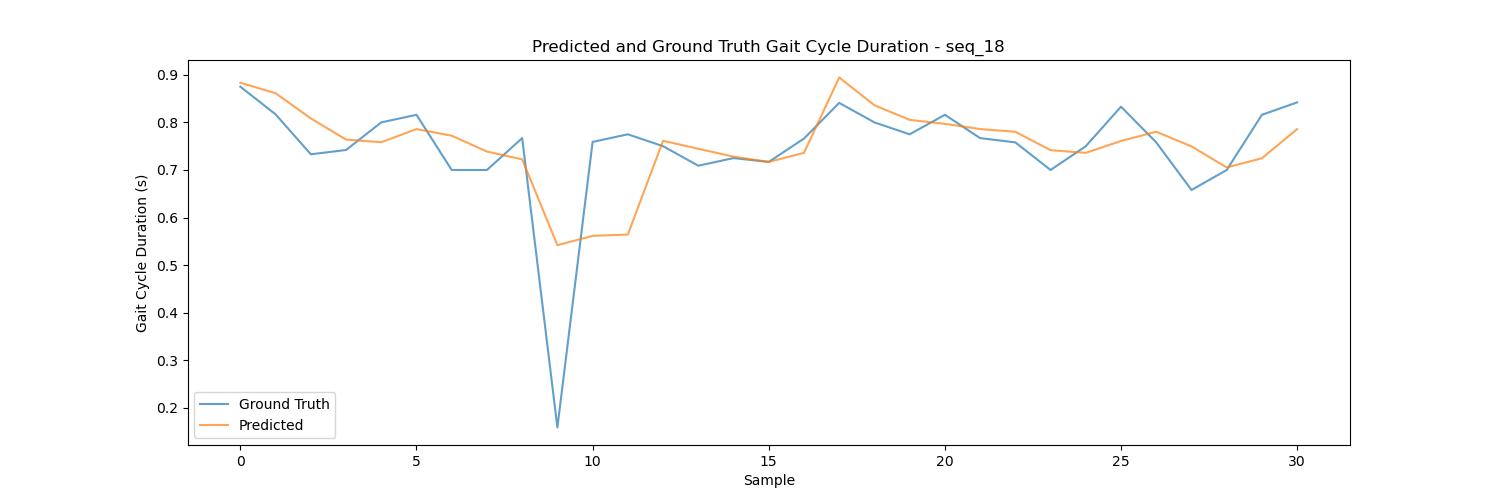 Predicted and Ground Truth Gait Cycle Duration - seq_18
Gait Cycle Duration (s)
0.9
0.8
0.7
0.6
0.5
0.4
0.3
0.2
Ground Truth
Predicted
0 5 10 15 20 25 30
Sample